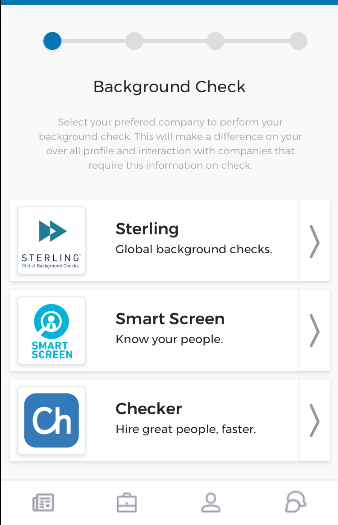 Background Check
Select your prefered company to perform your
background check. This will make a difference on your
over all profile and interaction with companies that
require this information on check.
STERLING
Global Background Checks
Sterling
Global background checks.
SMART
SCREEN
Smart Screen
Know your people.
Ch
Checker
Hire great people, faster.